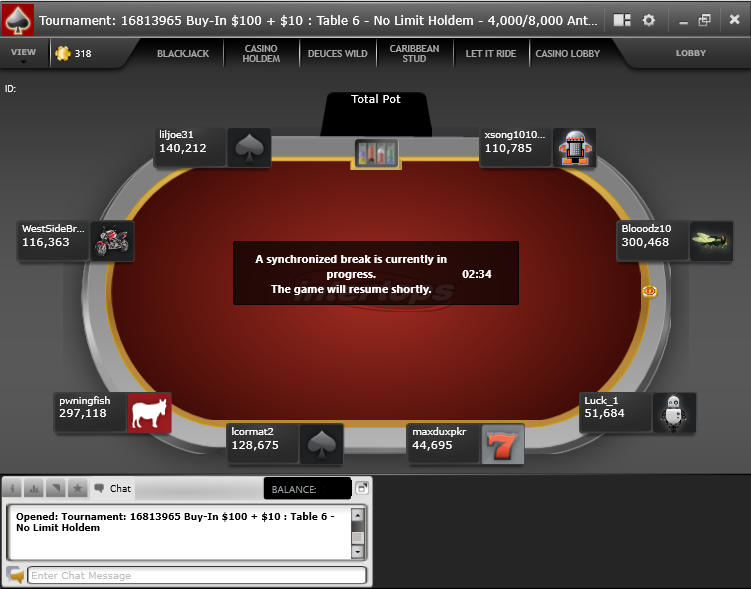 Tournament: 16813965 Buy-In $100 + $10 : Table 6 - No Limit Holdem - 4,000/8,000 Ant...
VIEW
318
BLACKJACK
CASINO
HOLDEM
DEUCES WILD
CARIBBEAN
STUD
LET IT RIDE
CASINO LOBBY
LOBBY
ID:
Total Pot
liljoe31
140,212
xsong1010...
110,785
WestSideBr...
116,363
Blooodz10
300,468
A synchronized break is currently in
progress.
The game will resume shortly.
02:34
intertops
pwningfish
297,118
Luck_1
51,684
lcormat2
128,675
maxduxpkr
44,695
7
Chat
BALANCE:
Opened: Tournament: 16813965 Buy-In $100 + $10 : Table 6 -
No Limit Holdem
Enter Chat Message